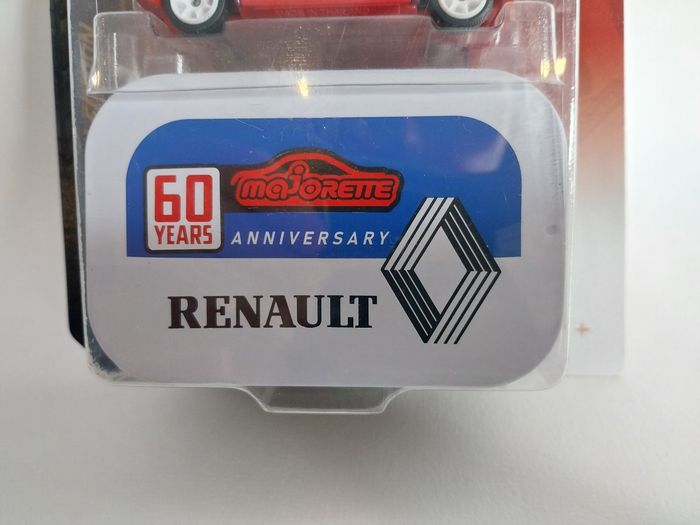 60
YEARS
majorette
ANNIVERSARY
RENAULT